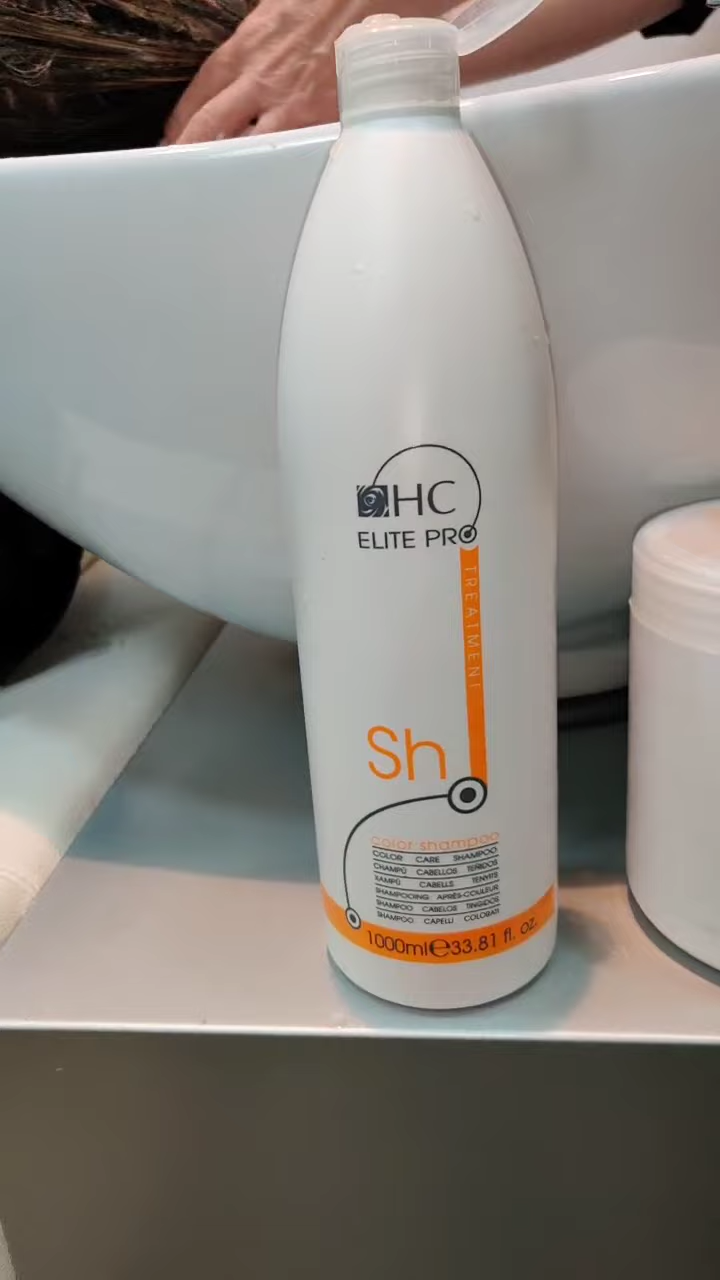 HC
ELITE PRO
TREATMENT
Sh
color shampoo
COLOR CARE SHAMPOO
CHAMPÚ CABELLOS TEÑIDOS
XAMPÚ CABELLS TENYITS
SHAMPOOING APRÈS-COULEUR
SHAMPOO CABELOS TINGIDOS
SHAMPOO CAPELLI COLORATI
1000ml℮33.81 fl. oz.